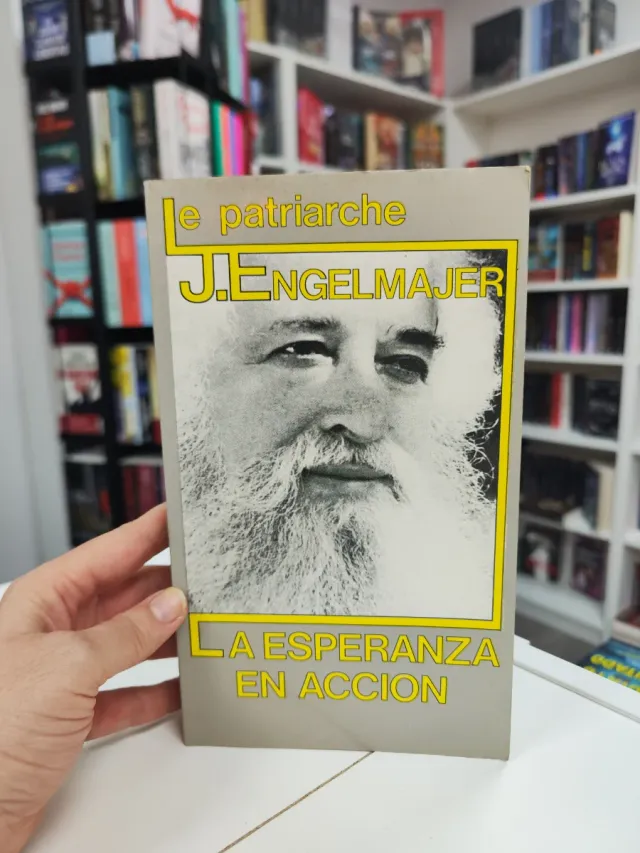 Le patriarche
J.ENGELMAJER
LA ESPERANZA
EN ACCION